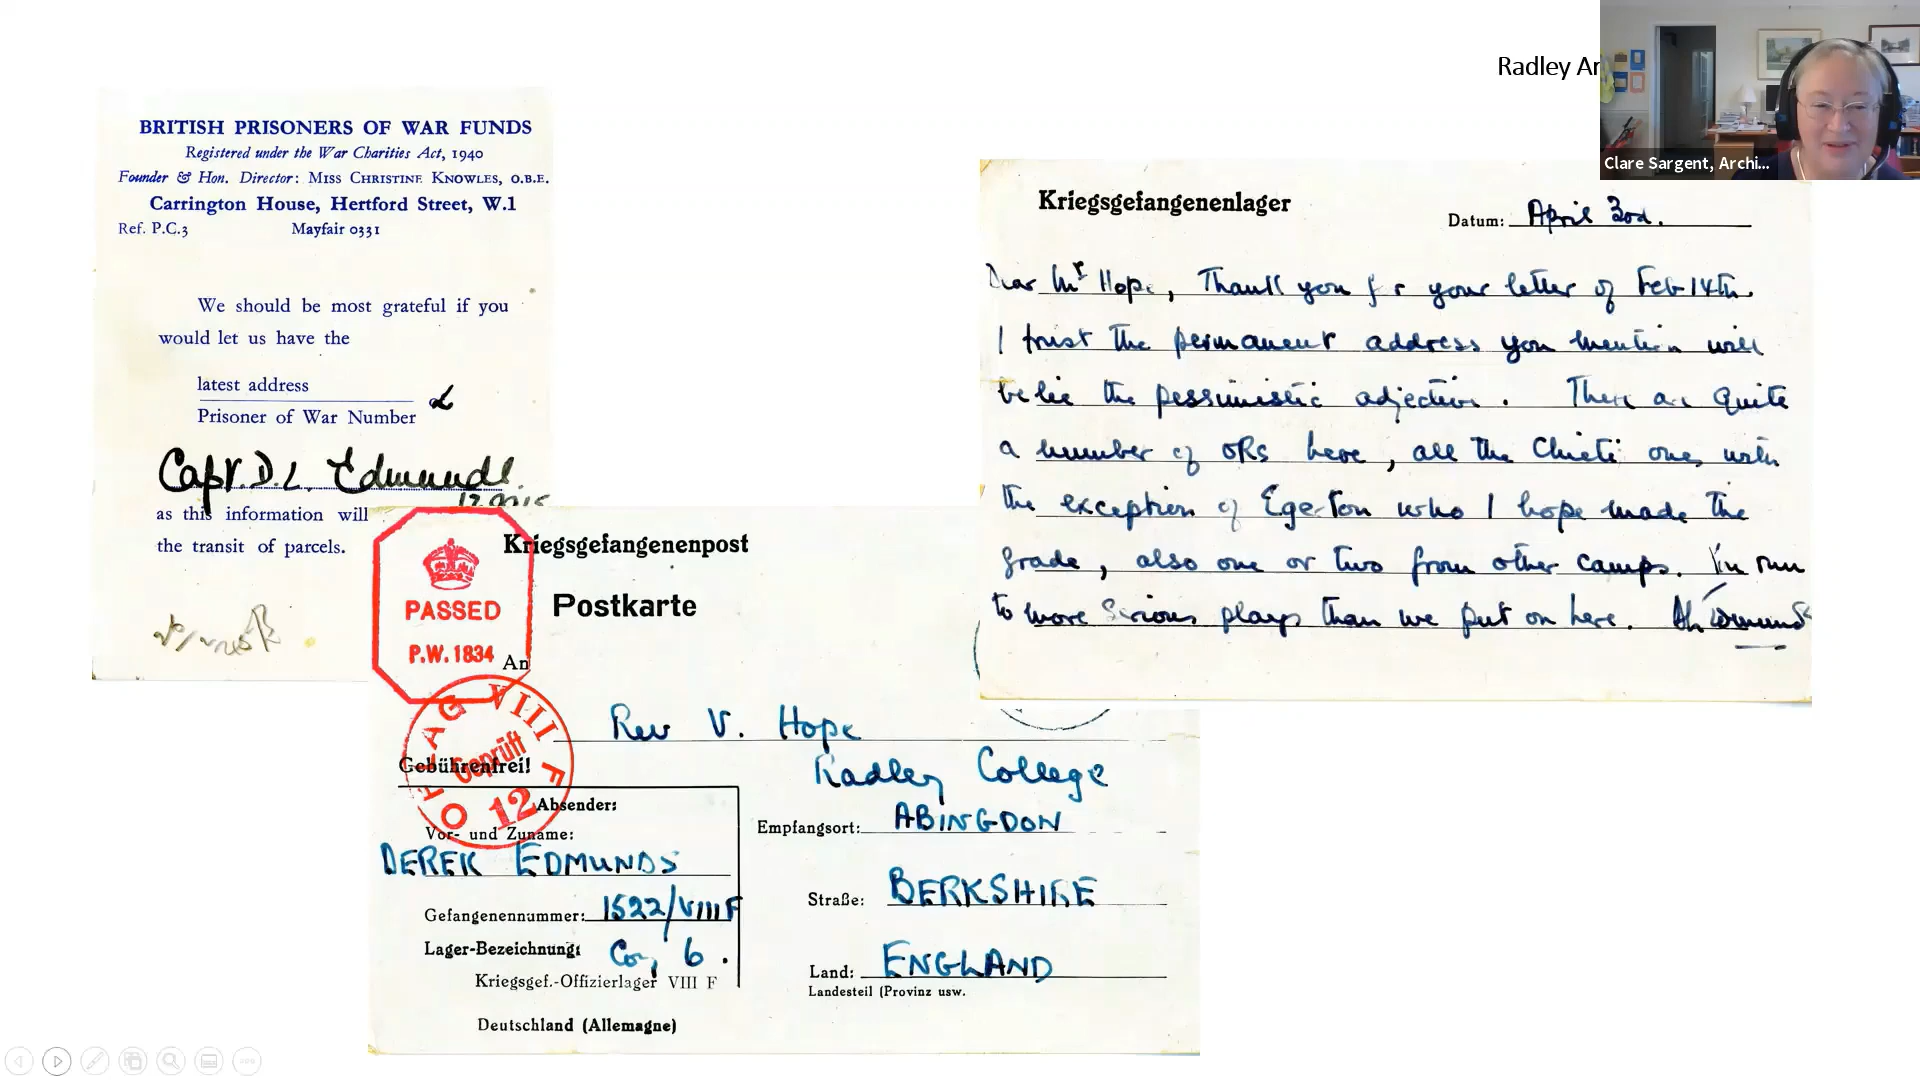 Radley Ar
Clare Sargent, Archi...
BRITISH PRISONERS OF WAR FUNDS
Registered under the War Charities Act, 1940
Founder & Hon. Director: MISS CHRISTINE KNOWLES, O.B.E.
Carrington House, Hertford Street, W.1
Ref. P.C.3 Mayfair 0331
We should be most grateful if you
would let us have the
latest address
Prisoner of War Number
Capt. D.L. Edmunds.
as this information will
the transit of parcels.
Kriegsgefangenenpost
PASSED
P.W. 1834
Postkarte
An
OFLAG VIII F
Geprüft
12
Rev V. Hope
Gebührenfrei!
Radley College
Absender:
Vor- und Zuname:
DEREK EDMUNDS
Gefangenennummer: 1522/VIII F
Lager-Bezeichnung: Coy 6.
Kriegsgef.-Offizierlager VIII F
Deutschland (Allemagne)
Empfangsort: ABINGDON
Straße: BERKSHIRE
Land: ENGLAND
Landesteil (Provinz usw.
Kriegsgefangenenlager
Datum: April 3rd.
Dear Mr Hope, Thank you for your letter of Feb 14th.
I trust the permanent address you mention will
belie the pessimistic adjective. There are quite
a number of ORs here, all the Chieti ones with
the exception of Egerton who I hope made the
grade, also one or two from other camps. run
to more serious plays than we put on here. Edmunds